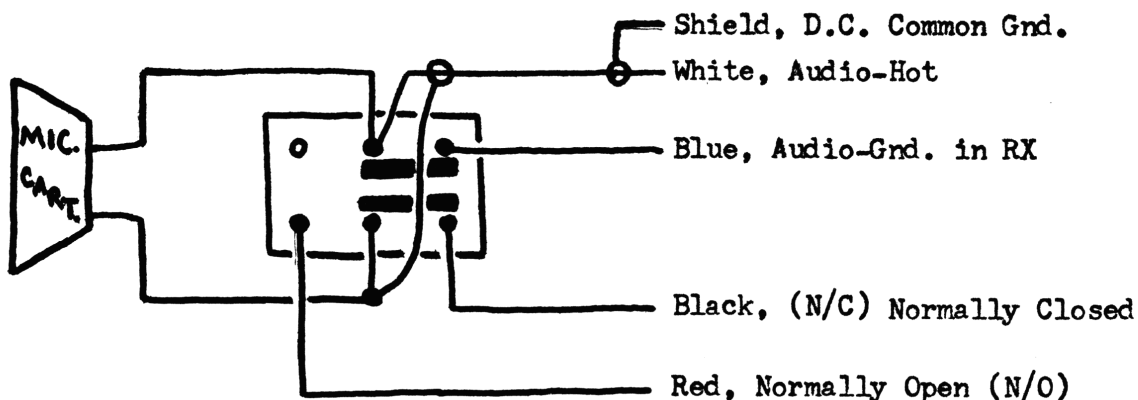 Shield, D.C. Common Gnd.
White, Audio-Hot
MIC.
CART.
Blue, Audio-Gnd. in RX
Black, (N/C) Normally Closed
Red, Normally Open (N/O)